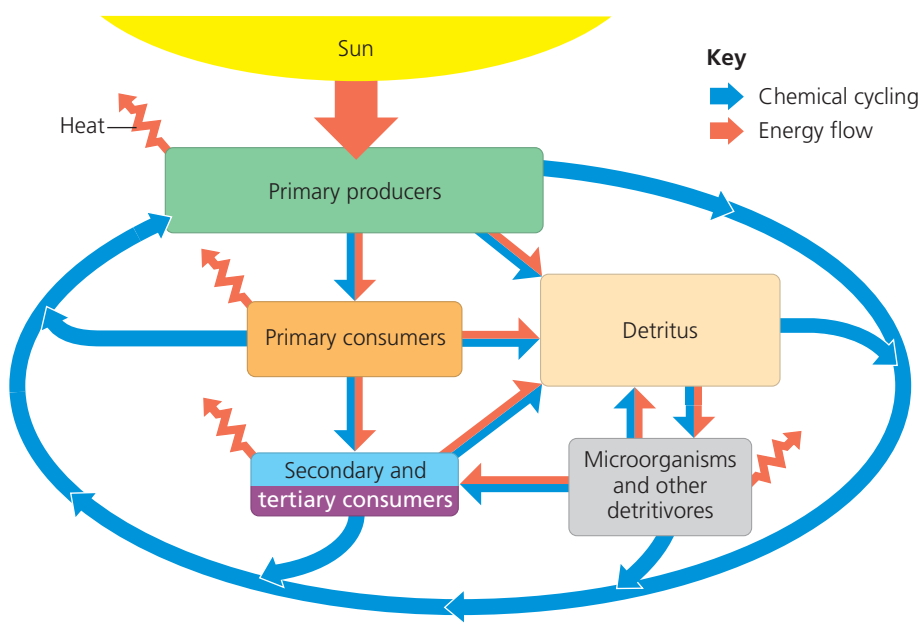 Sun
Key
Chemical cycling
Energy flow
Heat
Primary producers
Primary consumers
Detritus
Secondary and
tertiary consumers
Microorganisms
and other
detritivores